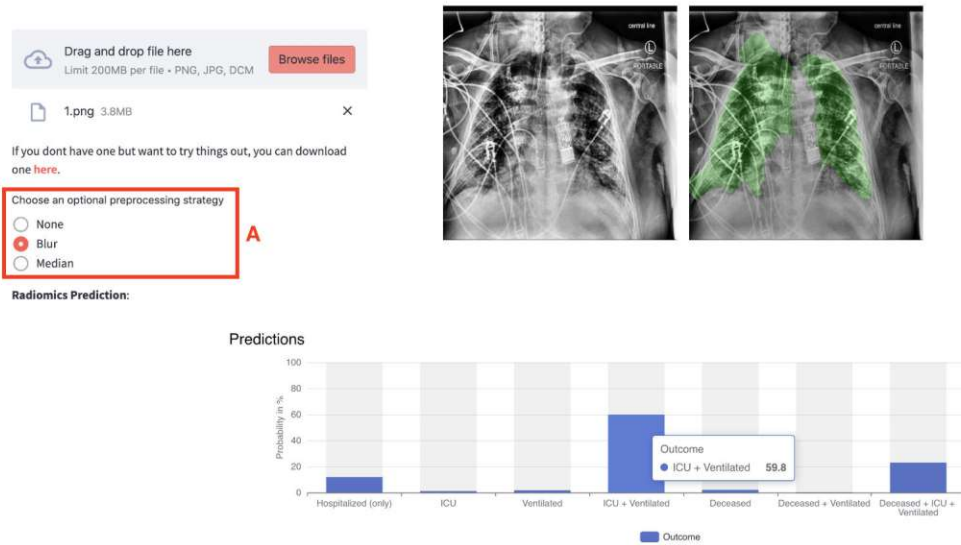 Drag and drop file here
Limit 200MB per file • PNG, JPG, DCM
Browse files
1.png 3.8MB
×
If you dont have one but want to try things out, you can download
one here.
Choose an optional preprocessing strategy
None
Blur
Median
A
Radiomics Prediction:
central line
L
PORTABLE
central line
L
PORTABLE
Predictions
Probability in %
100
80
60
40
20
0
Outcome
ICU + Ventilated 59.8
Hospitalized (only)
ICU
Ventilated
ICU + Ventilated
Deceased
Deceased + Ventilated
Deceased + ICU +
Ventilated
Outcome